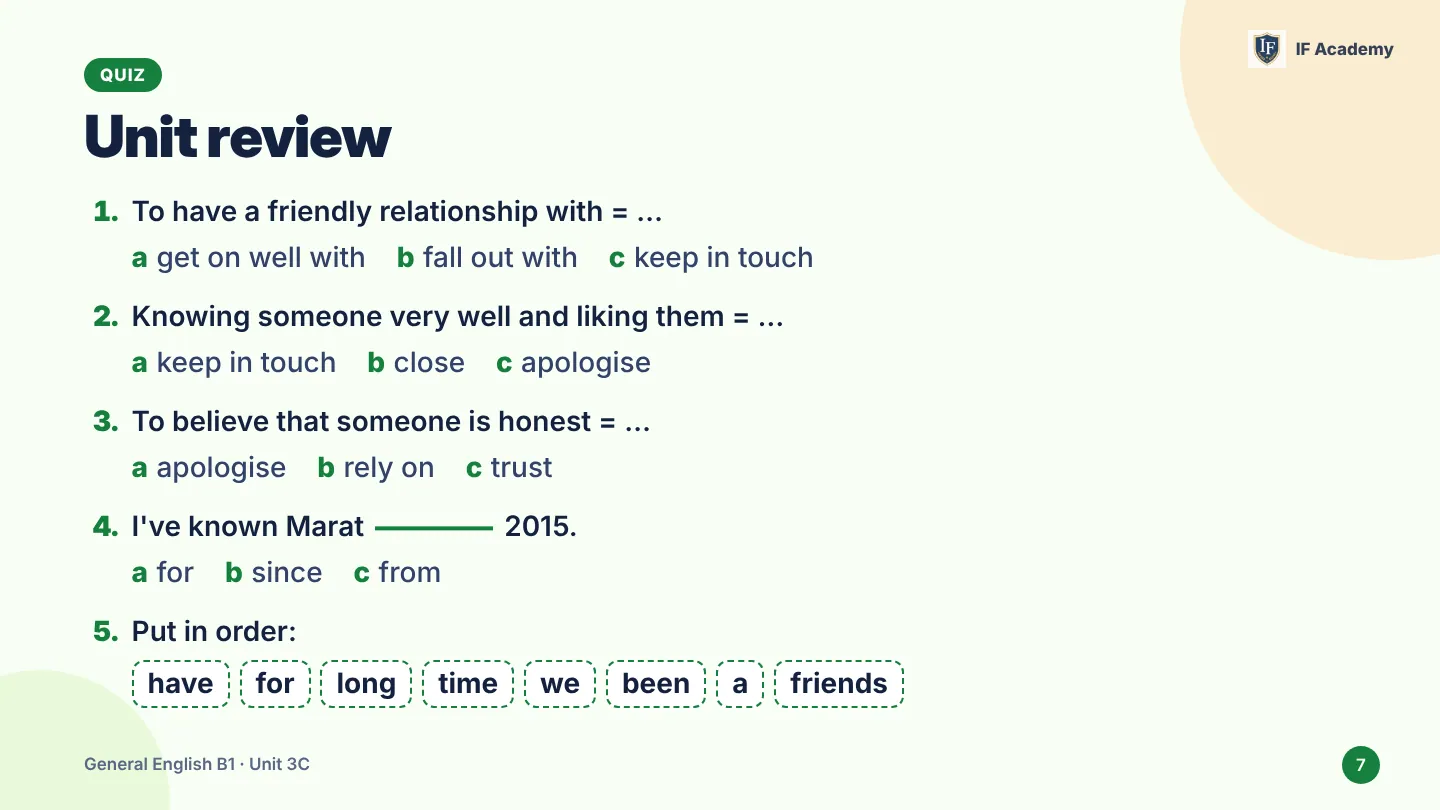 IF
IF Academy
QUIZ
Unit review
1. To have a friendly relationship with = …
a get on well with b fall out with c keep in touch
2. Knowing someone very well and liking them = …
a keep in touch b close c apologise
3. To believe that someone is honest = …
a apologise b rely on c trust
4. I've known Marat ______ 2015.
a for b since c from
5. Put in order:
have for long time we been a friends
General English B1 · Unit 3C
7